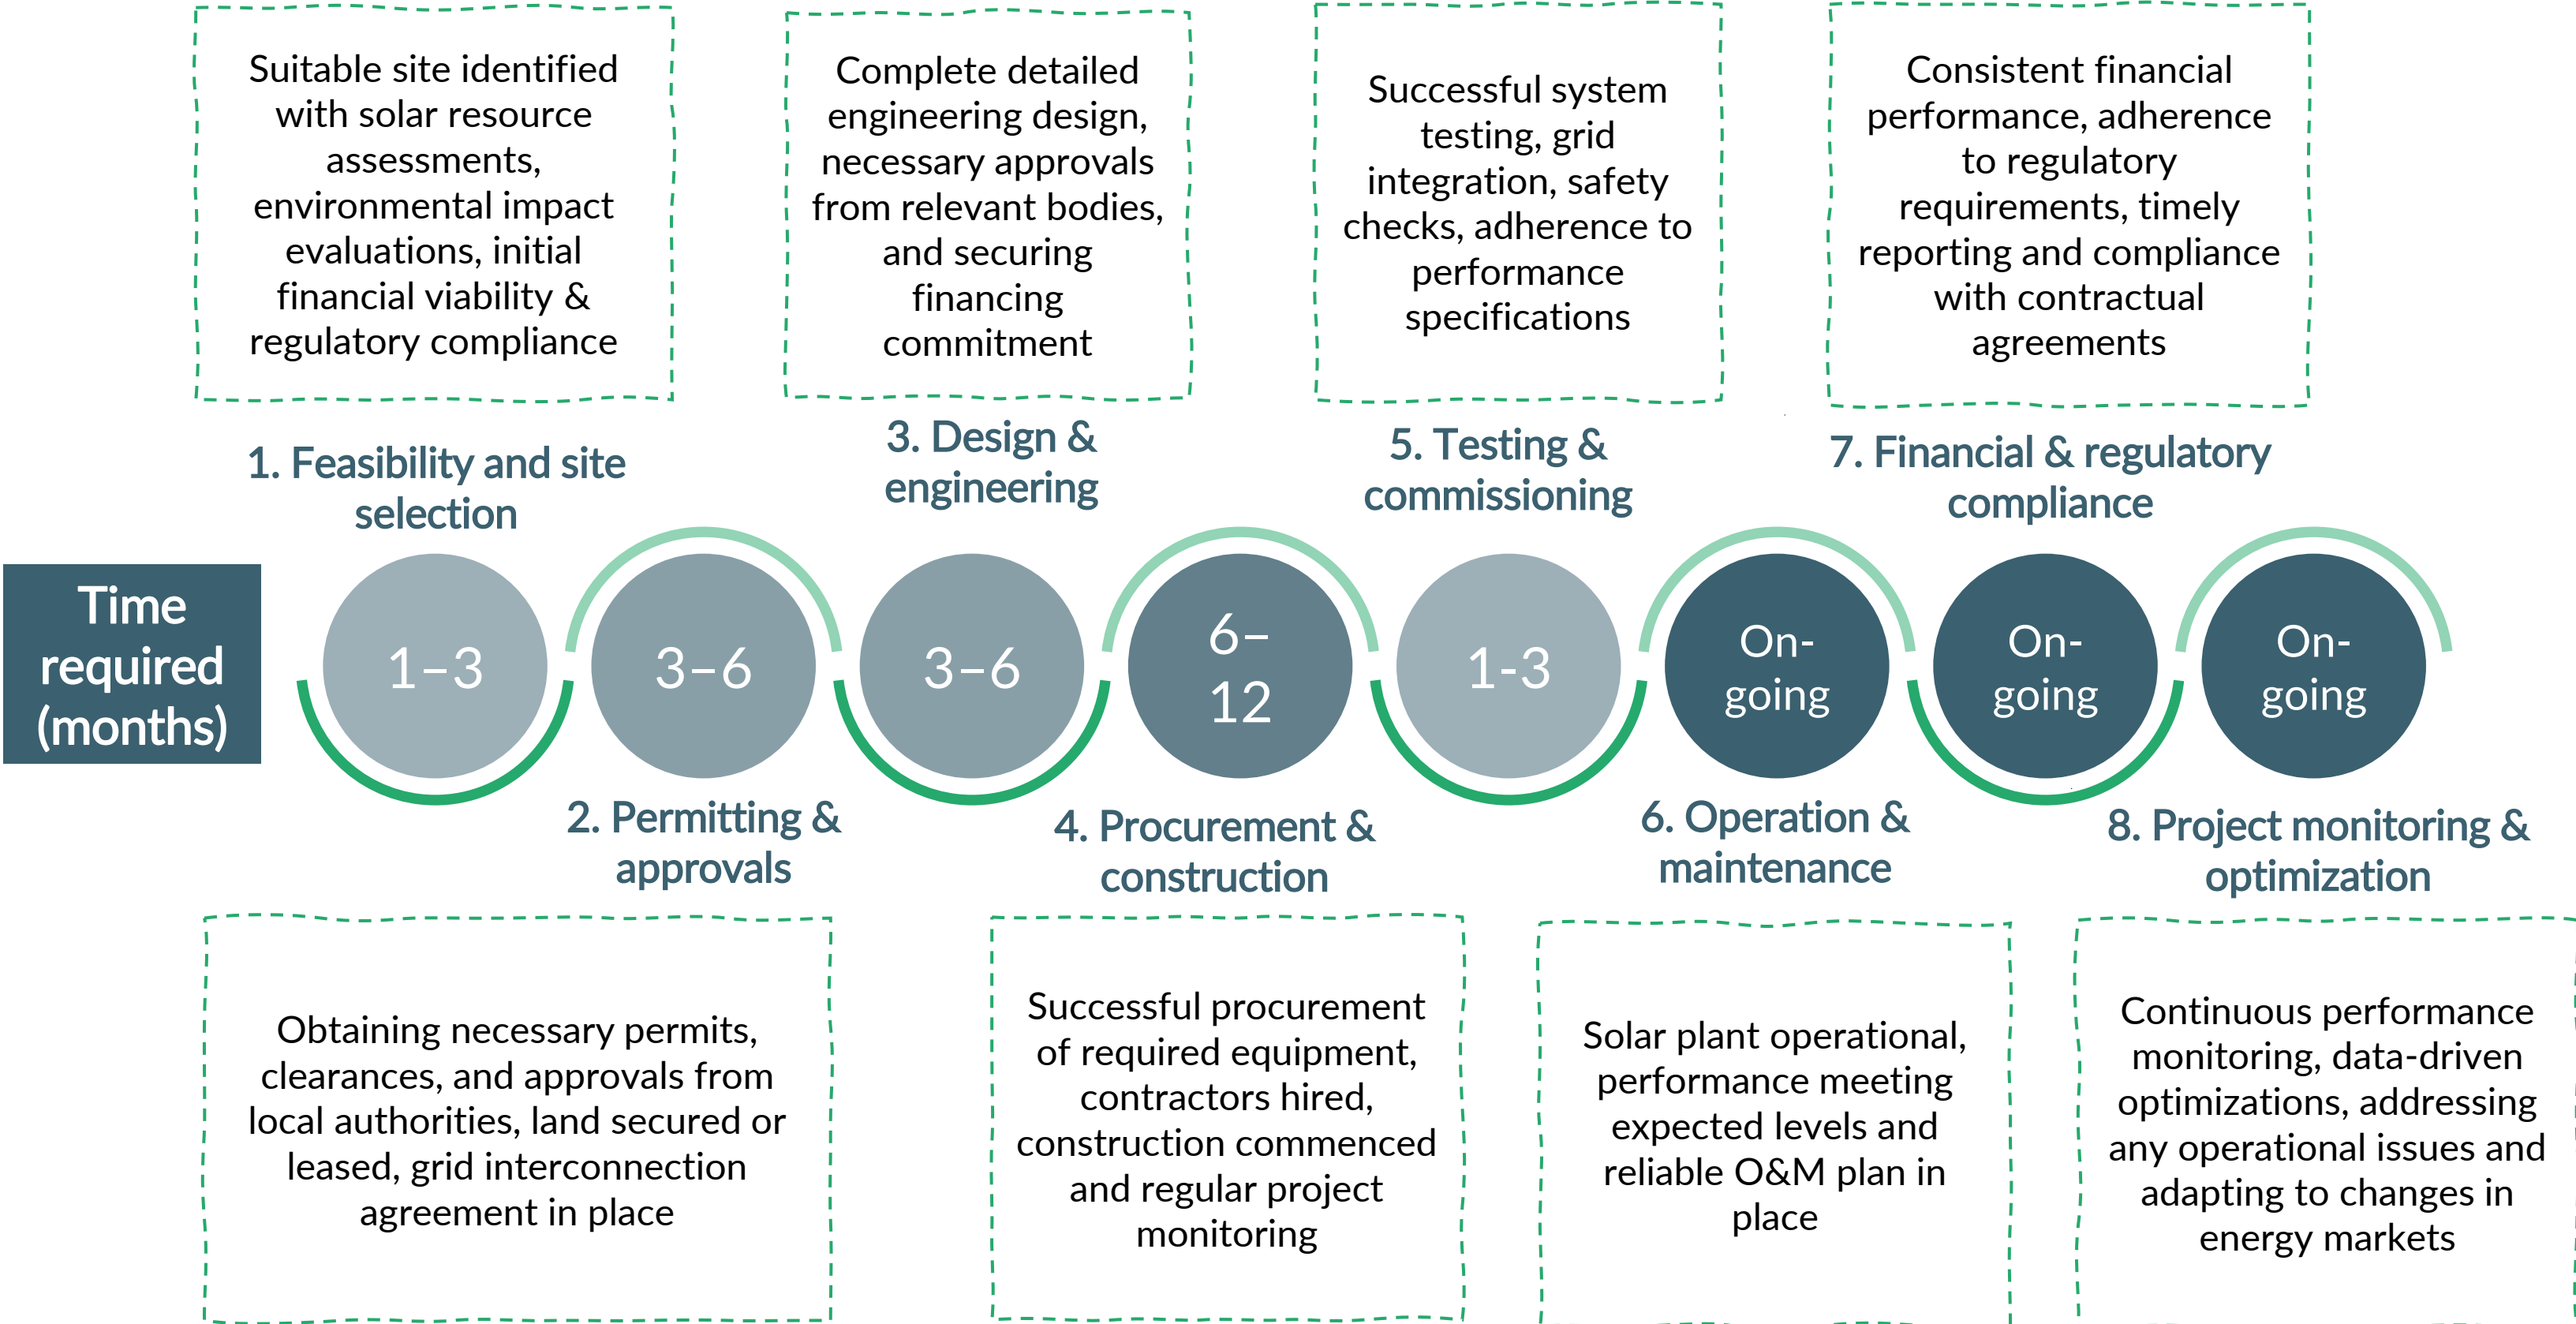 Suitable site identified
with solar resource
assessments,
environmental impact
evaluations, initial
financial viability &
regulatory compliance
Complete detailed
engineering design,
necessary approvals
from relevant bodies,
and securing
financing
commitment
Successful system
testing, grid
integration, safety
checks, adherence to
performance
specifications
Consistent financial
performance, adherence
to regulatory
requirements, timely
reporting and compliance
with contractual
agreements
1. Feasibility and site
selection
3. Design &
engineering
5. Testing &
commissioning
7. Financial & regulatory
compliance
Time
required
(months)
1–3
3–6
3–6
6–
12
1-3
On-
going
On-
going
On-
going
2. Permitting &
approvals
4. Procurement &
construction
6. Operation &
maintenance
8. Project monitoring &
optimization
Obtaining necessary permits,
clearances, and approvals from
local authorities, land secured or
leased, grid interconnection
agreement in place
Successful procurement
of required equipment,
contractors hired,
construction commenced
and regular project
monitoring
Solar plant operational,
performance meeting
expected levels and
reliable O&M plan in
place
Continuous performance
monitoring, data-driven
optimizations, addressing
any operational issues and
adapting to changes in
energy markets